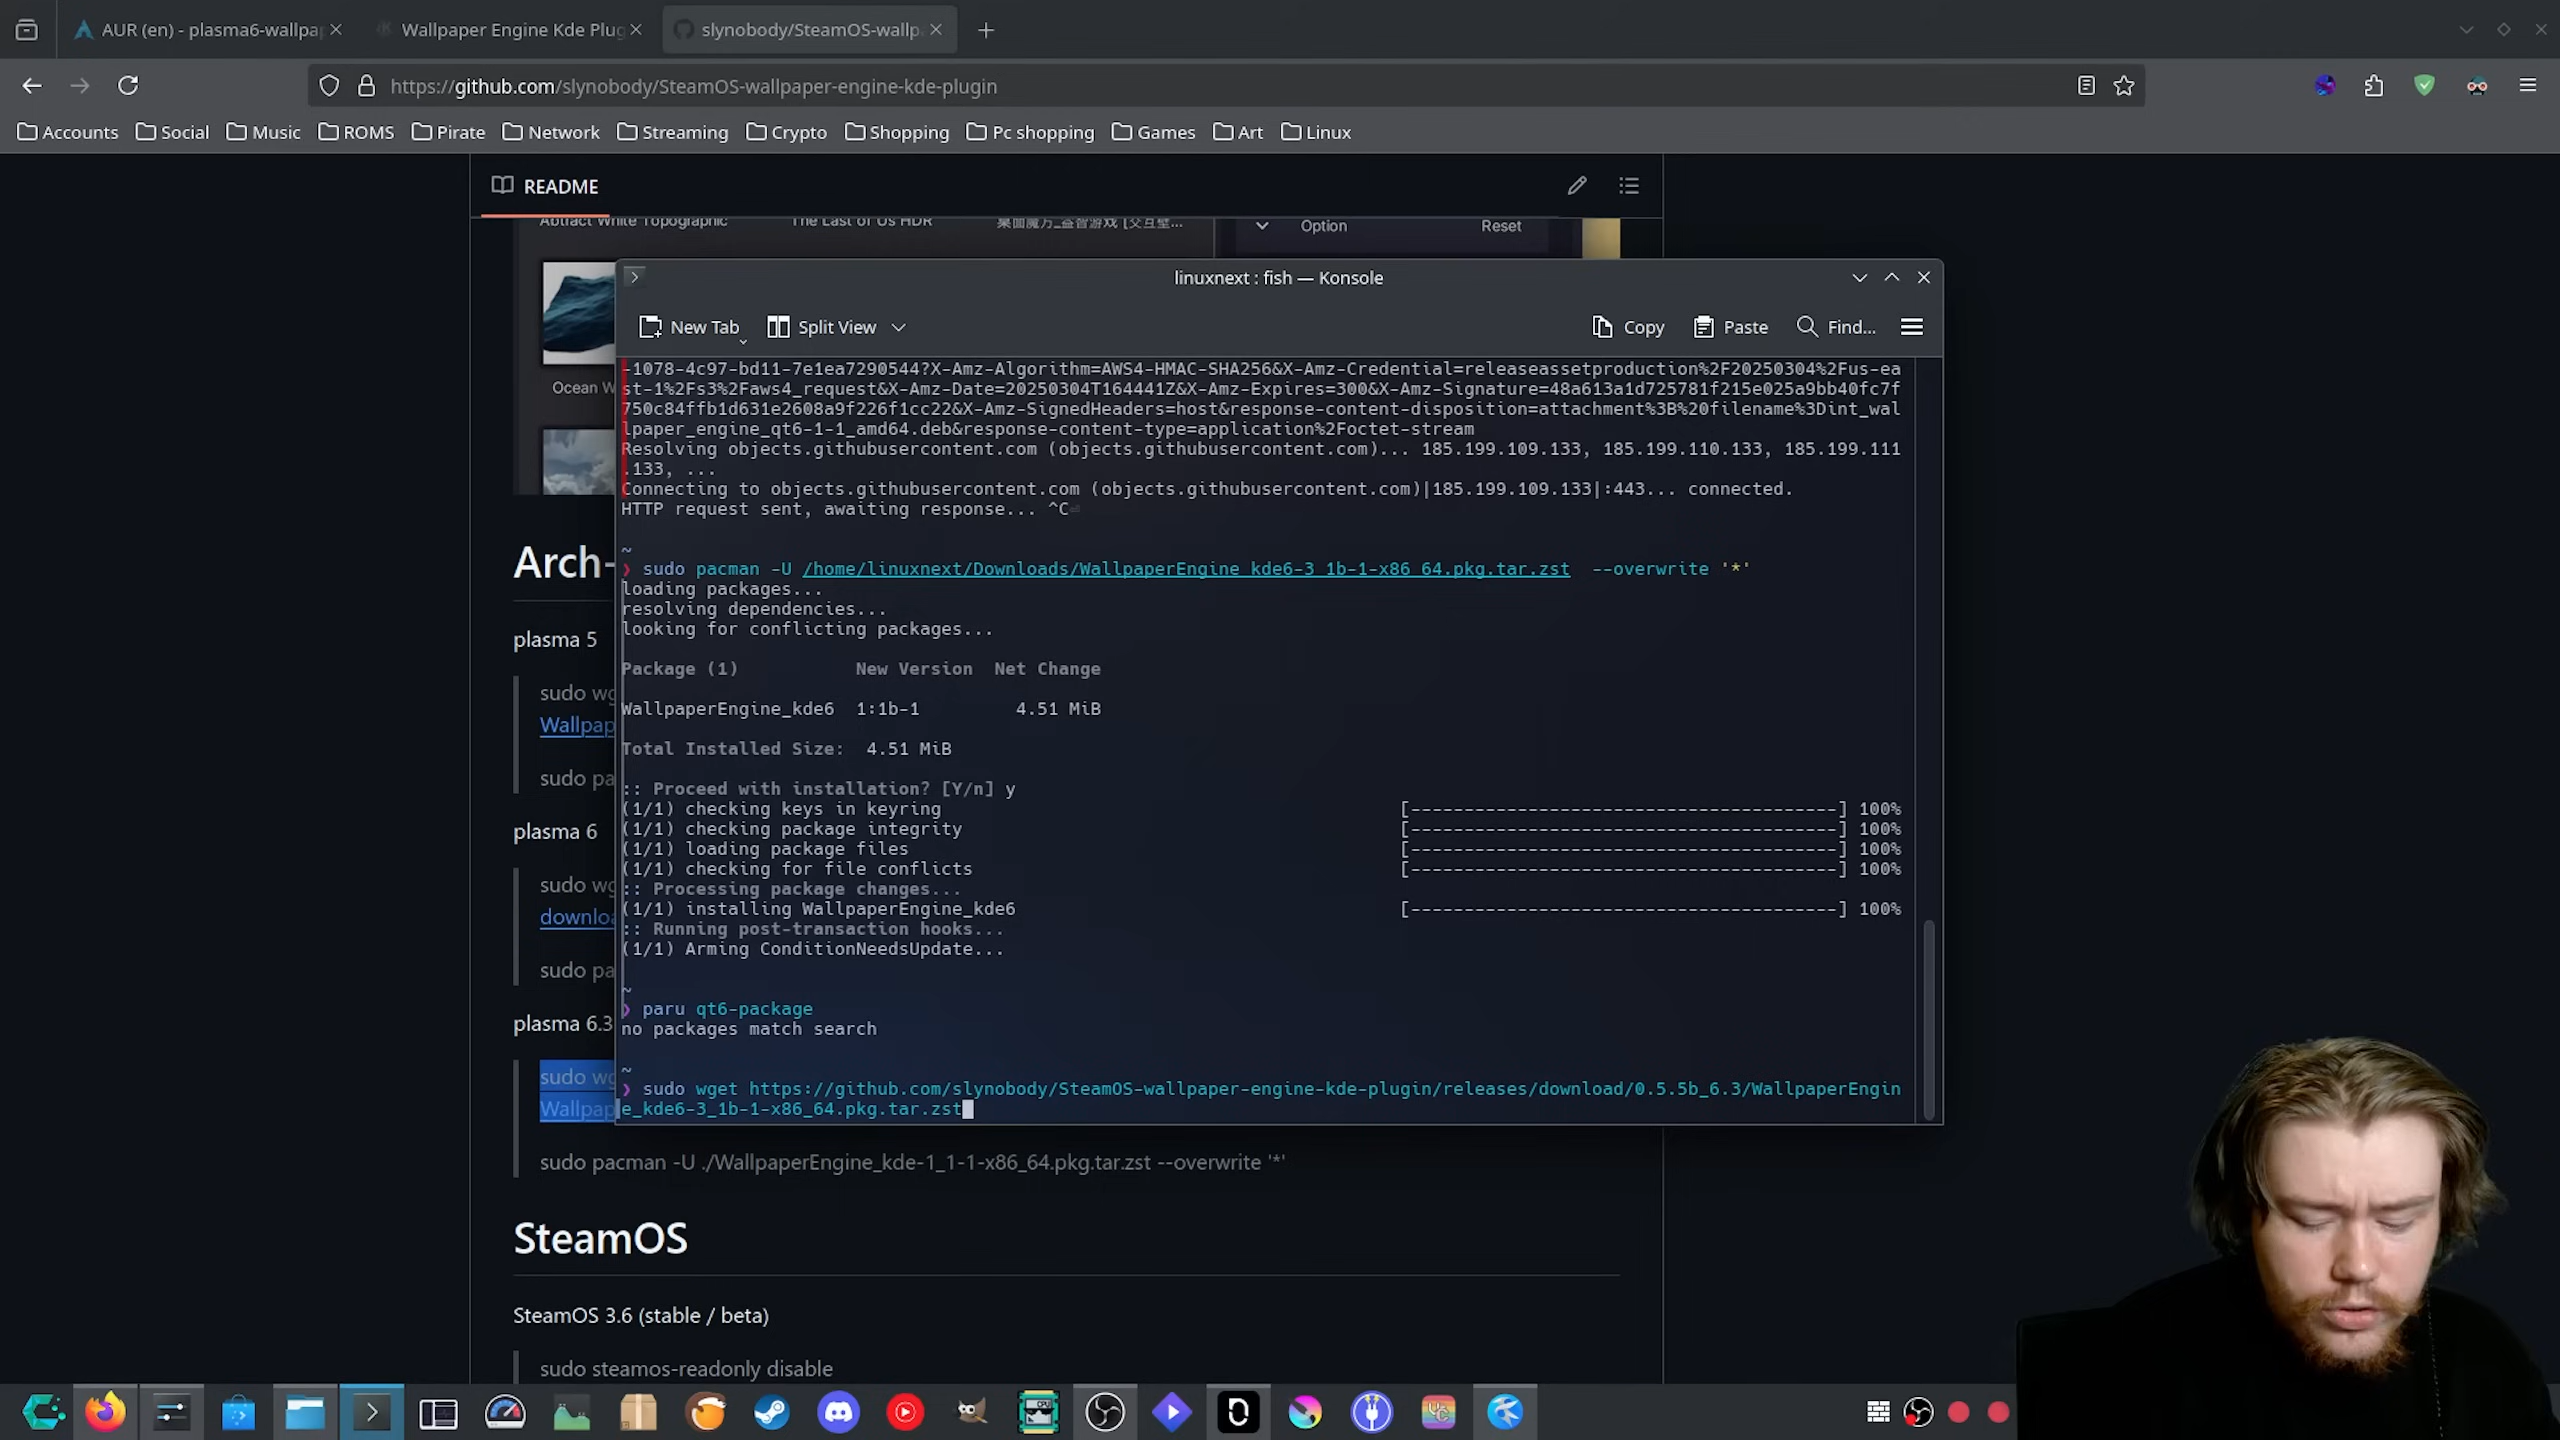 AUR (en) - plasma6-wallpa
Wallpaper Engine Kde Plug
slynobody/SteamOS-wallp
https://github.com/slynobody/SteamOS-wallpaper-engine-kde-plugin
Accounts
Social
Music
ROMS
Pirate
Network
Streaming
Crypto
Shopping
Pc shopping
Games
Art
Linux
README
Abtract White Topographic
The Last of Us HDR
Option
Reset
linuxnext : fish — Konsole
New Tab
Split View
Copy
Paste
Find...
Ocean W
-1078-4c97-bd11-7e1ea7290544?X-Amz-Algorithm=AWS4-HMAC-SHA256&X-Amz-Credential=releaseassetproduction%2F20250304%2Fus-ea
st-1%2Fs3%2Faws4_request&X-Amz-Date=20250304T164441Z&X-Amz-Expires=300&X-Amz-Signature=48a613a1d725781f215e025a9bb40fc7f
750c84ffb1d631e2608a9f226f1cc22&X-Amz-SignedHeaders=host&response-content-disposition=attachment%3B%20filename%3Dint_wal
lpaper_engine_qt6-1-1_amd64.deb&response-content-type=application%2Foctet-stream
Resolving objects.githubusercontent.com (objects.githubusercontent.com)... 185.199.109.133, 185.199.110.133, 185.199.111
.133, ...
Connecting to objects.githubusercontent.com (objects.githubusercontent.com)|185.199.109.133|:443... connected.
HTTP request sent, awaiting response... ^C⏎
~
❯ sudo pacman -U /home/linuxnext/Downloads/WallpaperEngine_kde6-3_1b-1-x86_64.pkg.tar.zst --overwrite '*'
loading packages...
resolving dependencies...
looking for conflicting packages...
Package (1) New Version Net Change
WallpaperEngine_kde6 1:1b-1 4.51 MiB
Total Installed Size: 4.51 MiB
:: Proceed with installation? [Y/n] y
(1/1) checking keys in keyring [----------------------------------------] 100%
(1/1) checking package integrity [----------------------------------------] 100%
(1/1) loading package files [----------------------------------------] 100%
(1/1) checking for file conflicts [----------------------------------------] 100%
:: Processing package changes...
(1/1) installing WallpaperEngine_kde6 [----------------------------------------] 100%
:: Running post-transaction hooks...
(1/1) Arming ConditionNeedsUpdate...
~
❯ paru qt6-package
no packages match search
~
❯ sudo wget https://github.com/slynobody/SteamOS-wallpaper-engine-kde-plugin/releases/download/0.5.5b_6.3/WallpaperEngin
e_kde6-3_1b-1-x86_64.pkg.tar.zst
Arch-
plasma 5
sudo wg
Wallpap
sudo pa
plasma 6
sudo wg
downloa
sudo pa
plasma 6.3
sudo wg
Wallpap
sudo pacman -U ./WallpaperEngine_kde-1_1-1-x86_64.pkg.tar.zst --overwrite '*'
SteamOS
SteamOS 3.6 (stable / beta)
sudo steamos-readonly disable